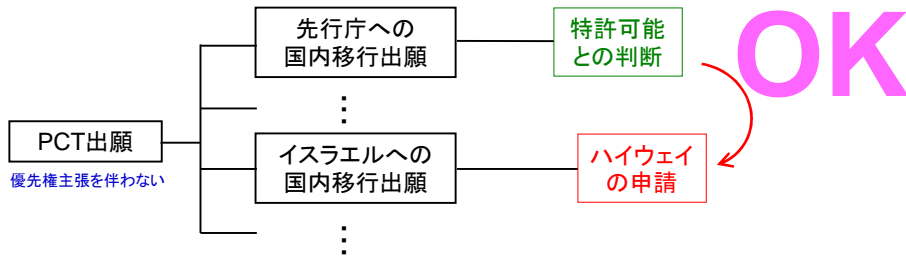 先行庁への
国内移行出願
特許可能
との判断
OK
⋮
PCT出願
優先権主張を伴わない
イスラエルへの
国内移行出願
ハイウェイ
の申請
⋮